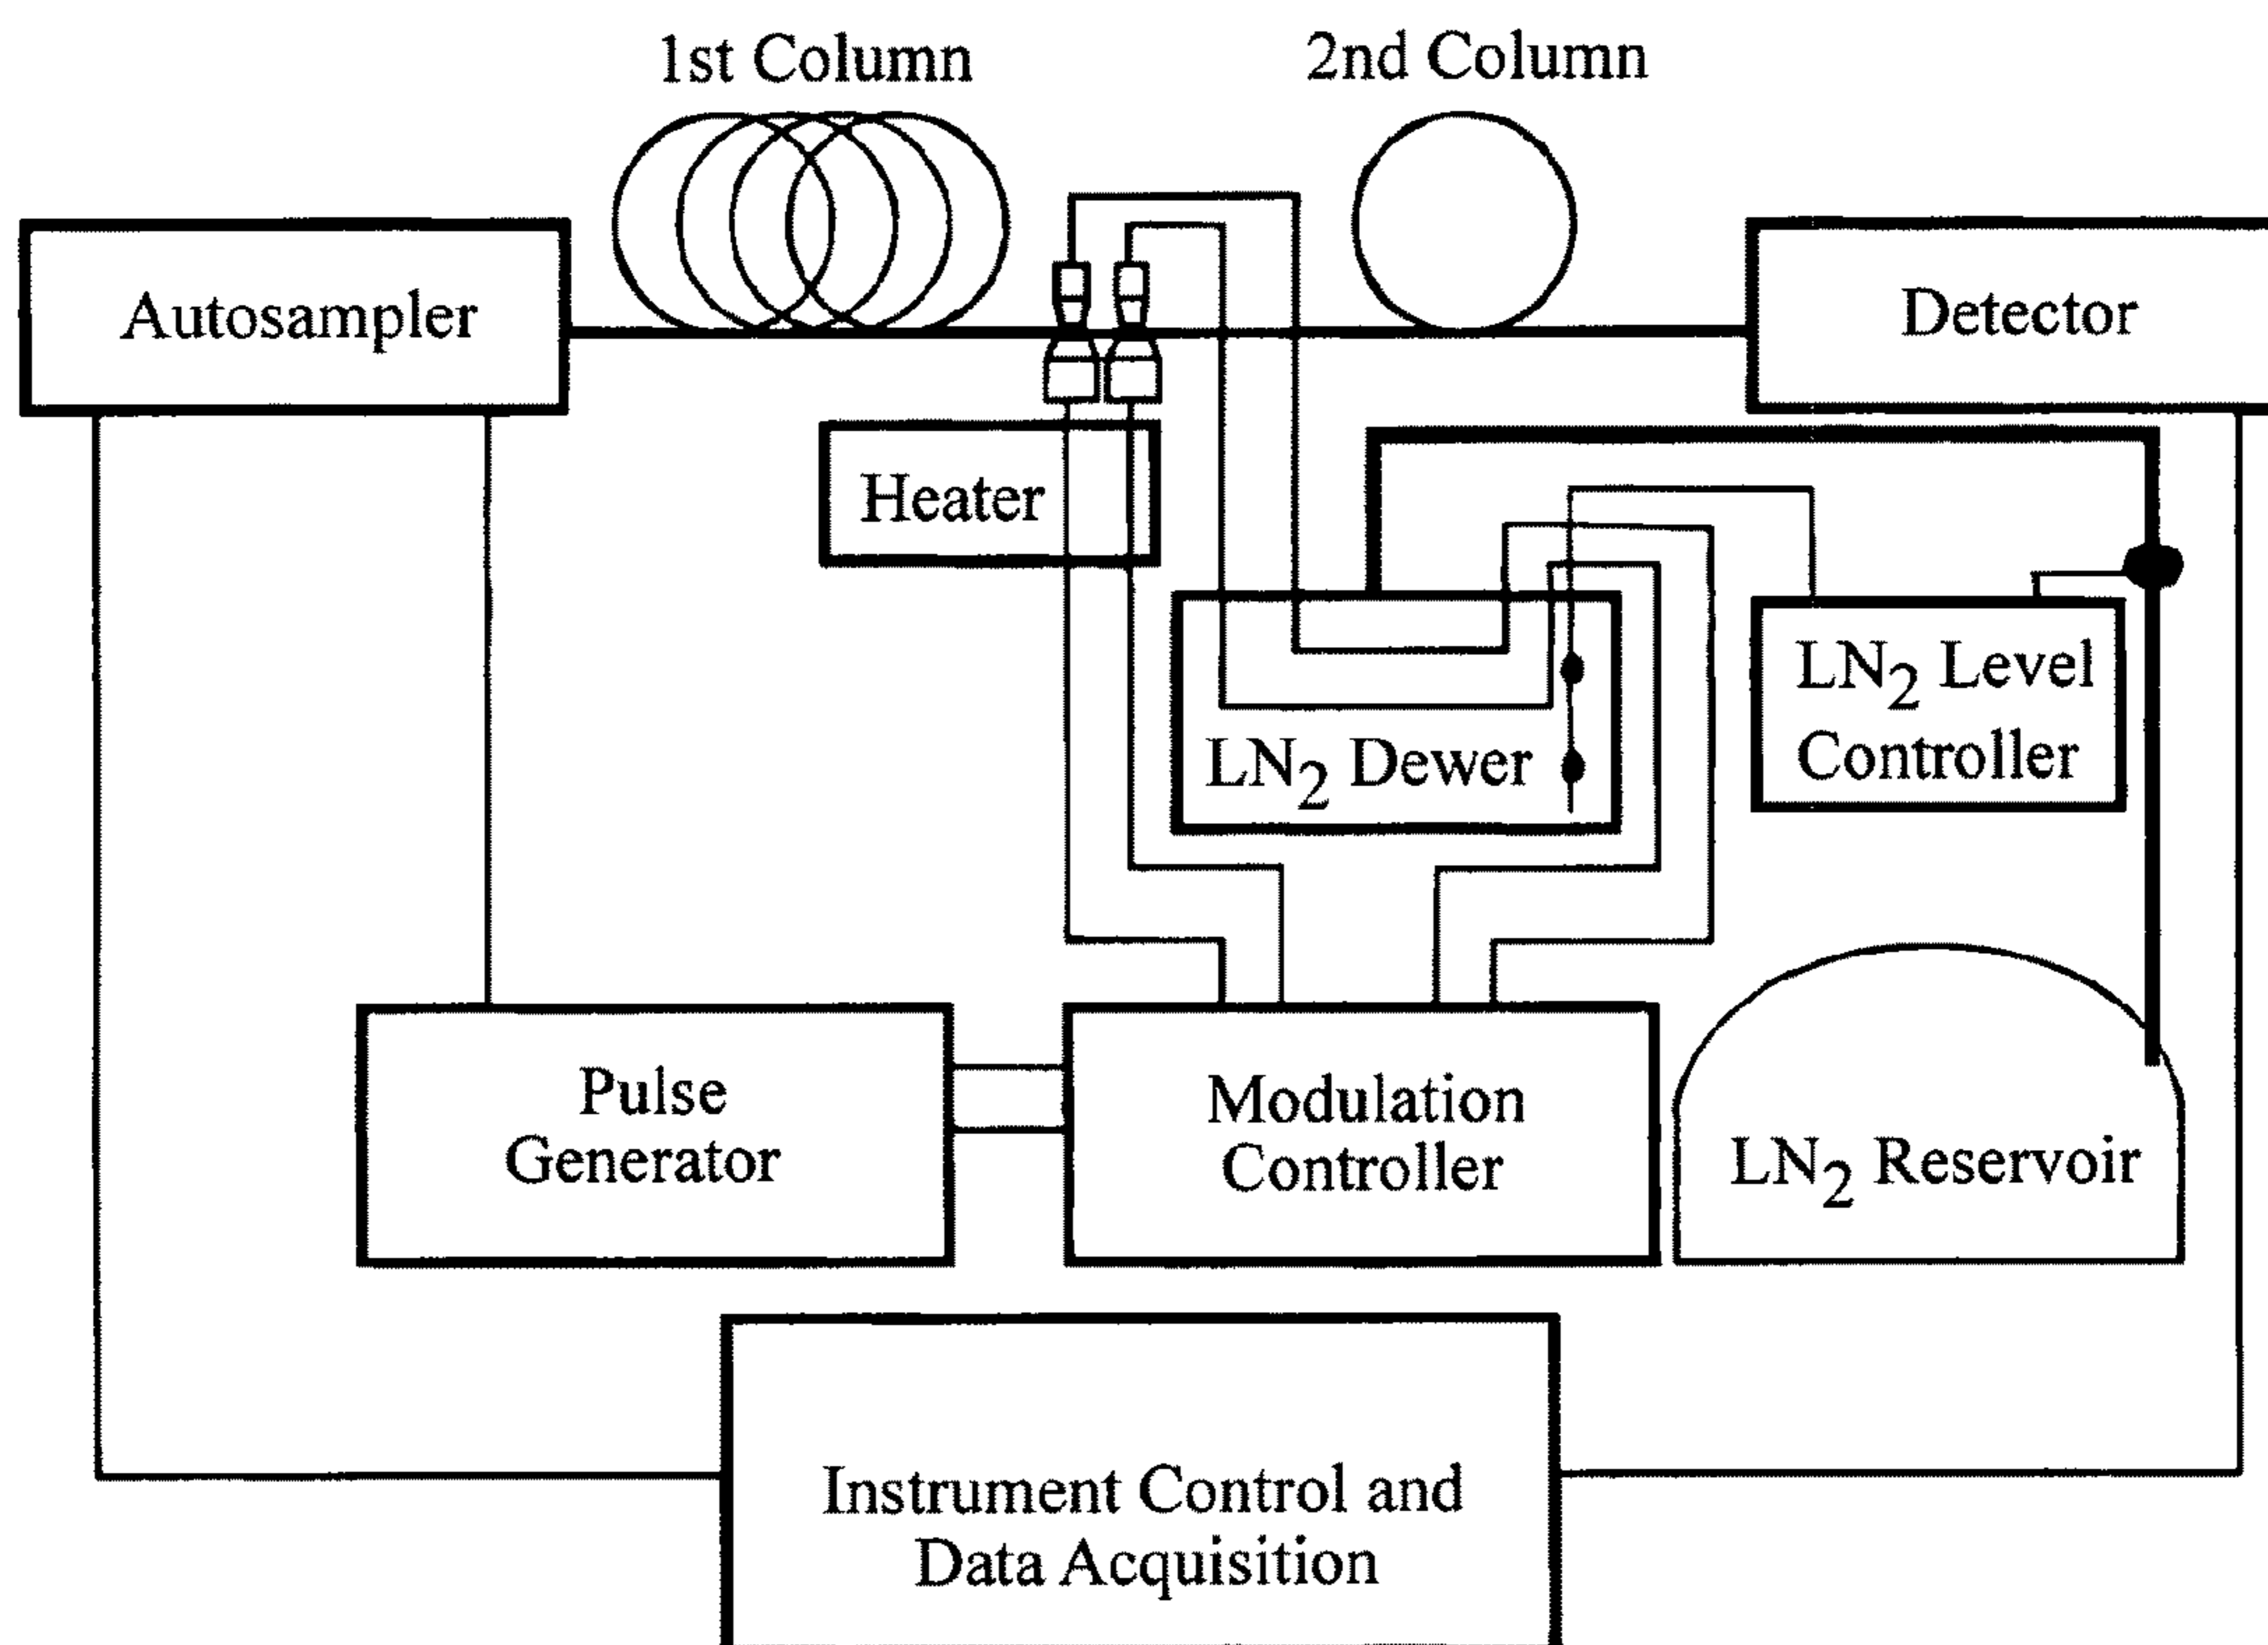 1st Column
2nd Column
Autosampler
Detector
Heater
LN2 Level
Controller
LN2 Dewer
Pulse
Generator
Modulation
Controller
LN2 Reservoir
Instrument Control and
Data Acquisition